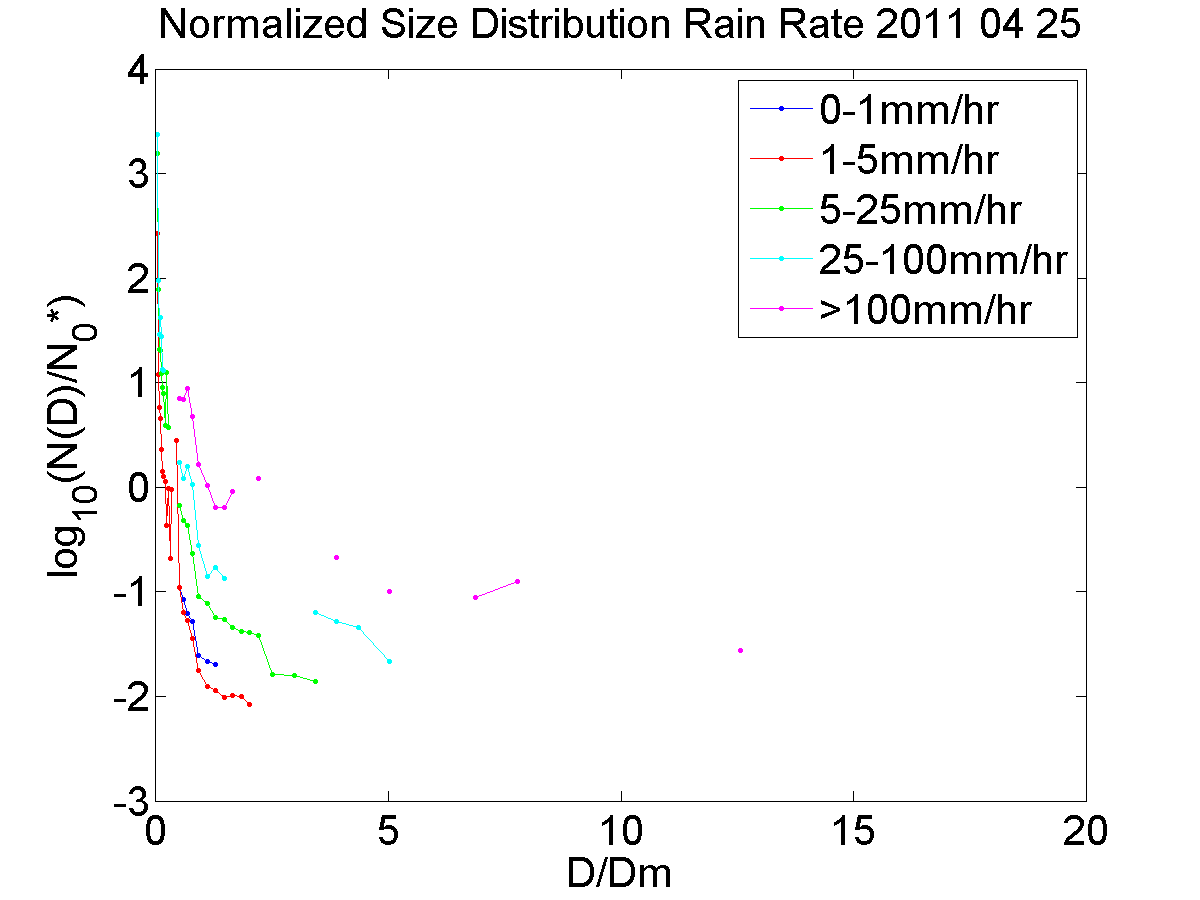 Normalized Size Distribution Rain Rate 2011 04 25
4
3
2
1
0
-1
-2
-3
log10(N(D)/N0*)
0-1mm/hr
1-5mm/hr
5-25mm/hr
25-100mm/hr
>100mm/hr
0 5 10 15 20
D/Dm